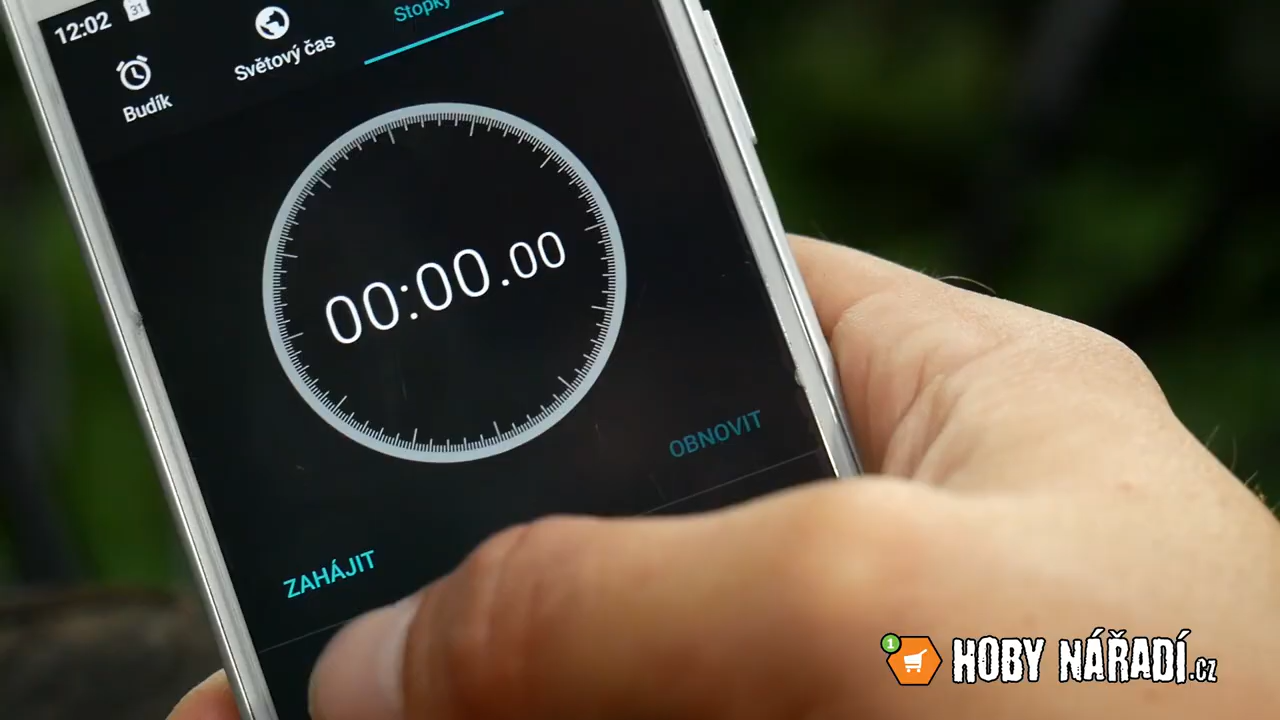 12:02 31
Budík
Světový čas
Stopky
00:00.00
OBNOVIT
ZAHÁJIT
1
HOBY NÁŘADÍ.CZ